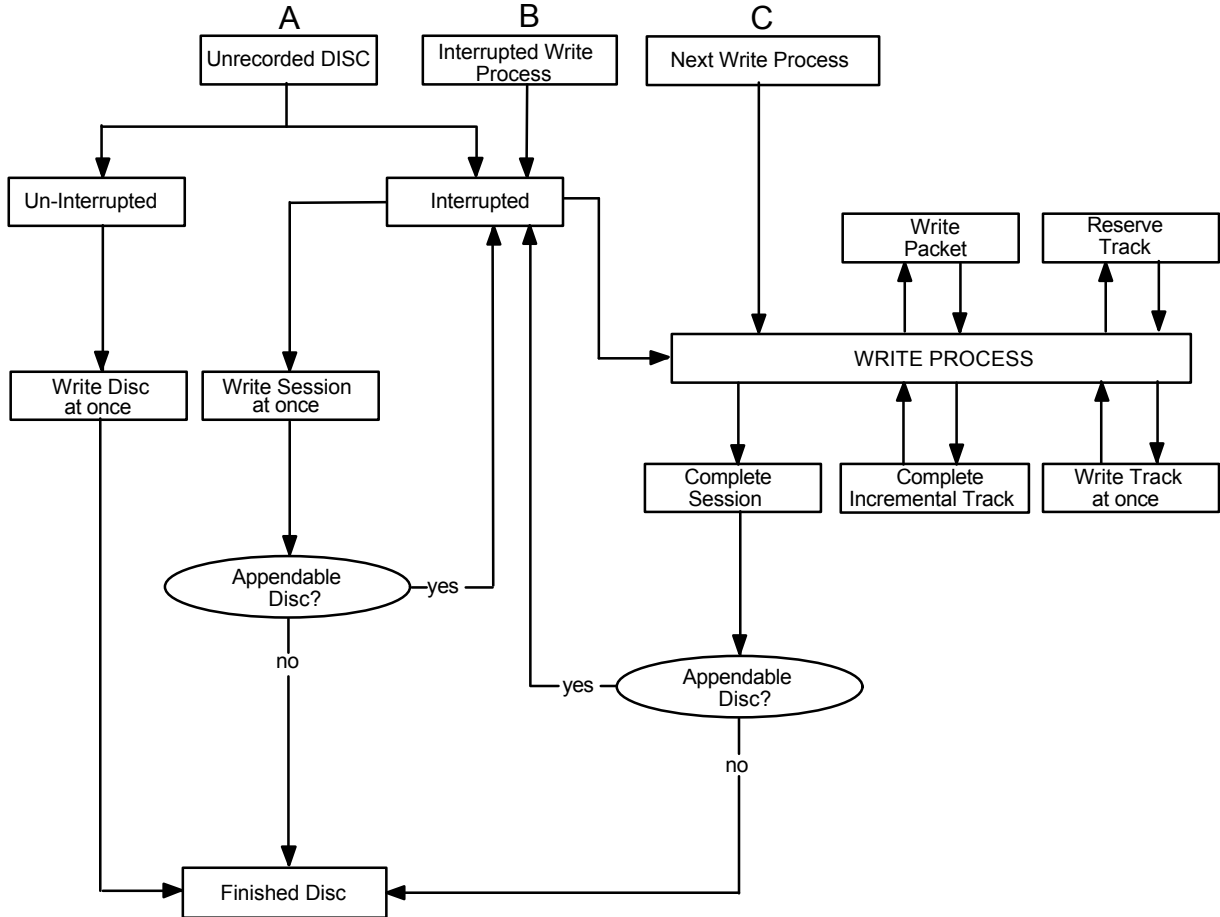 A
B
C
Unrecorded DISC
Interrupted Write
Process
Next Write Process
Un-Interrupted
Interrupted
Write
Packet
Reserve
Track
WRITE PROCESS
Write Disc
at once
Write Session
at once
Complete
Session
Complete
Incremental Track
Write Track
at once
Appendable
Disc?
yes
no
Appendable
Disc?
yes
no
Finished Disc